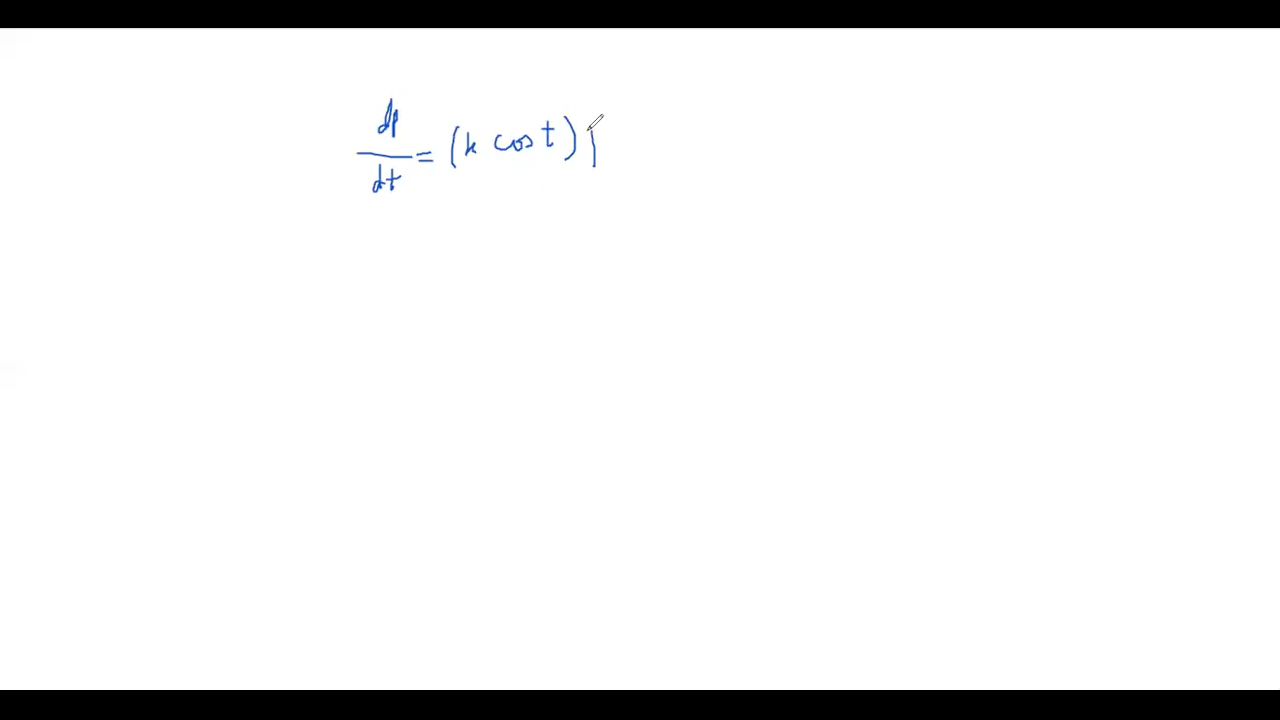 dp/dt = (k cos t)